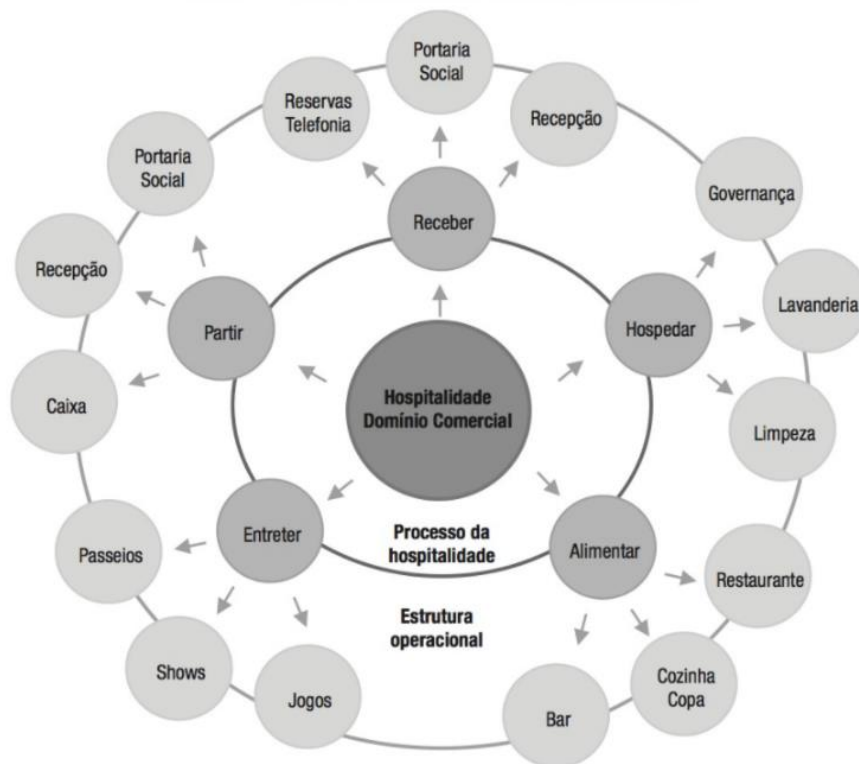 Portaria
Social
Reservas
Telefonia
Recepção
Portaria
Social
Governança
Receber
Recepção
Lavanderia
Partir
Hospedar
Hospitalidade
Domínio Comercial
Caixa
Limpeza
Entreter
Processo da
hospitalidade
Alimentar
Passeios
Restaurante
Estrutura
operacional
Shows
Jogos
Bar
Cozinha
Copa